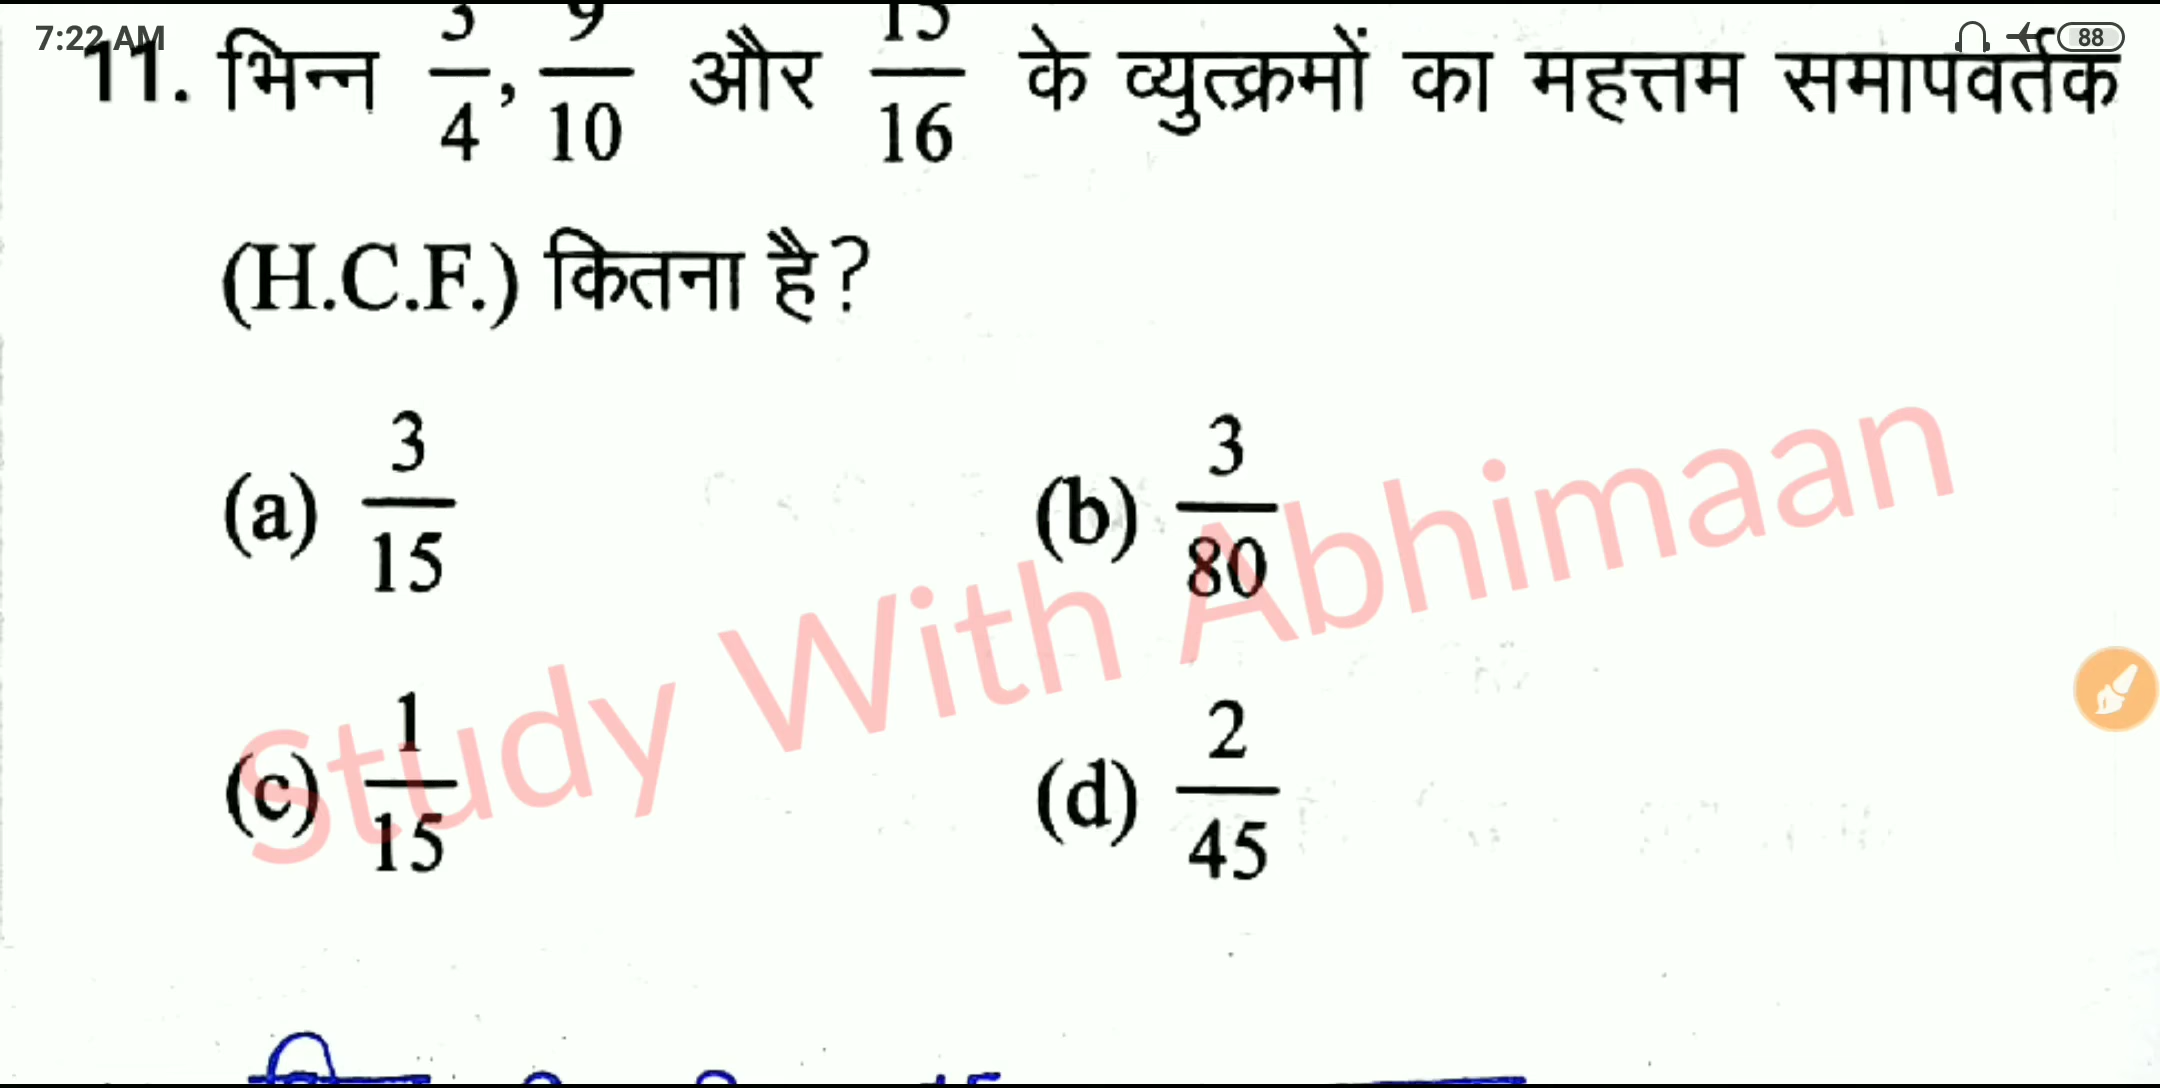 7:22 AM 88
11. भिन्न 3/4, 9/10 और 15/16 के व्युत्क्रमों का महत्तम समापवर्तक
(H.C.F.) कितना है?
(a) 3/15 (b) 3/80
(c) 1/15 (d) 2/45
Study With Abhimaan